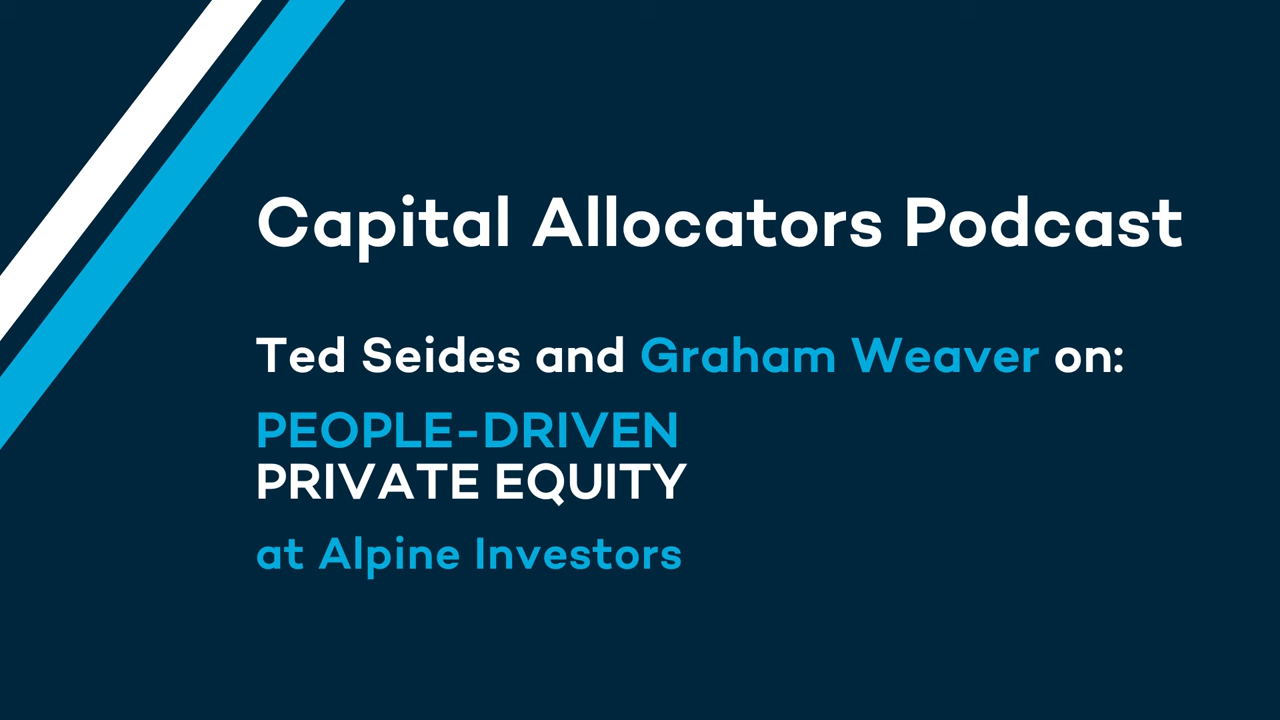 Capital Allocators Podcast
Ted Seides and Graham Weaver on:
PEOPLE-DRIVEN
PRIVATE EQUITY
at Alpine Investors